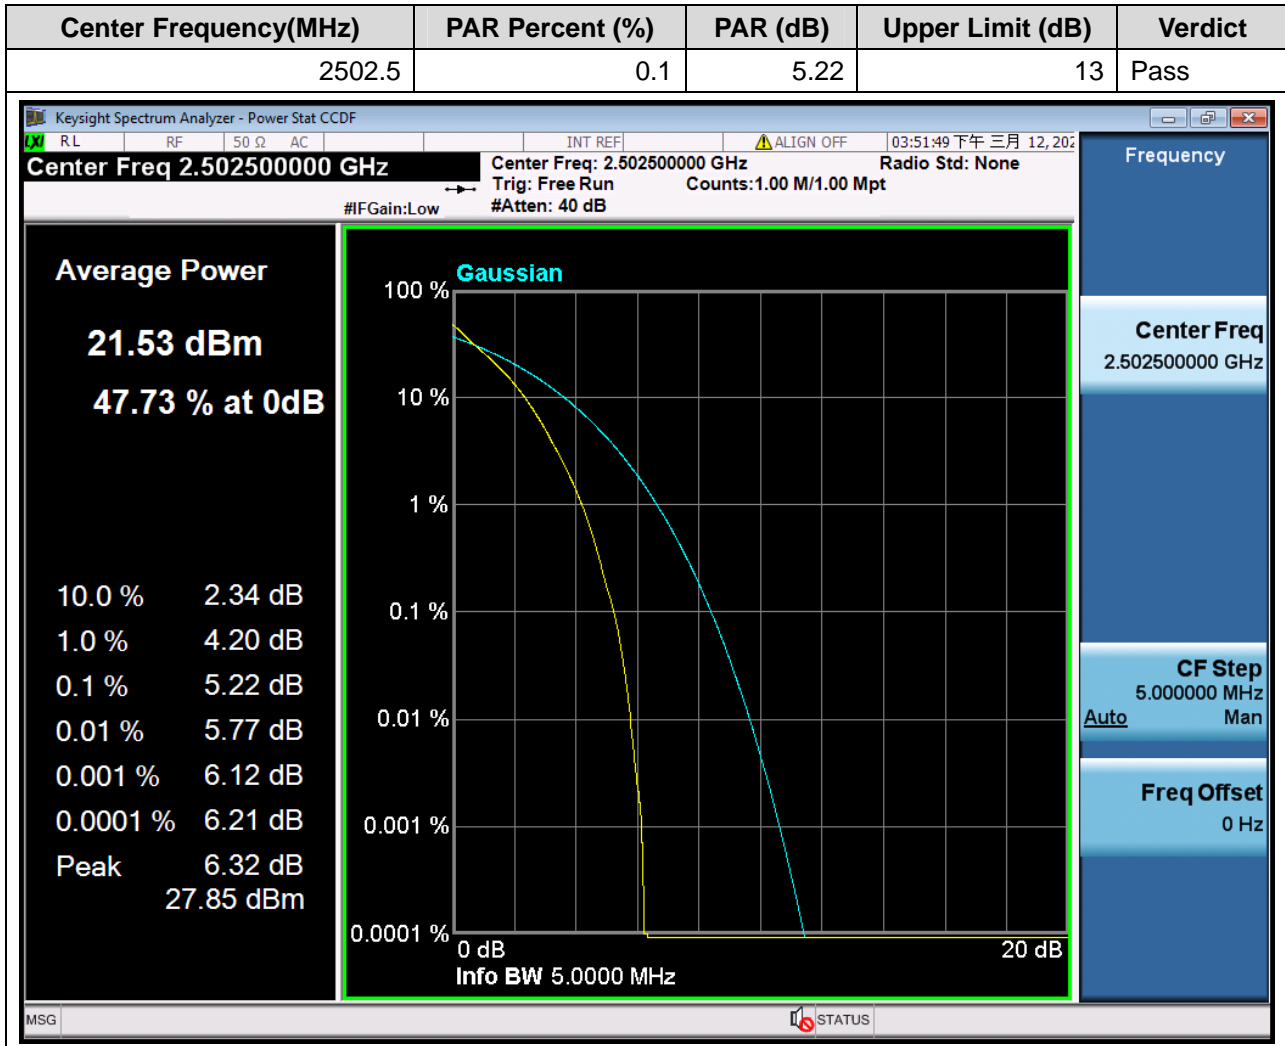 Center Frequency(MHz) PAR Percent (%) PAR (dB) Upper Limit (dB) Verdict
2502.5 0.1 5.22 13 Pass
Keysight Spectrum Analyzer - Power Stat CCDF
LXI RL RF 50 Ω AC INT REF ALIGN OFF 03:51:49 下午 三月 12, 202
Center Freq 2.502500000 GHz
Center Freq: 2.502500000 GHz Radio Std: None
Trig: Free Run Counts:1.00 M/1.00 Mpt
#IFGain:Low #Atten: 40 dB
Average Power
21.53 dBm
47.73 % at 0dB
10.0 % 2.34 dB
1.0 % 4.20 dB
0.1 % 5.22 dB
0.01 % 5.77 dB
0.001 % 6.12 dB
0.0001 % 6.21 dB
Peak 6.32 dB
27.85 dBm
Gaussian
100 %
10 %
1 %
0.1 %
0.01 %
0.001 %
0.0001 %
0 dB 20 dB
Info BW 5.0000 MHz
Frequency
Center Freq
2.502500000 GHz
CF Step
5.000000 MHz
Auto Man
Freq Offset
0 Hz
MSG STATUS